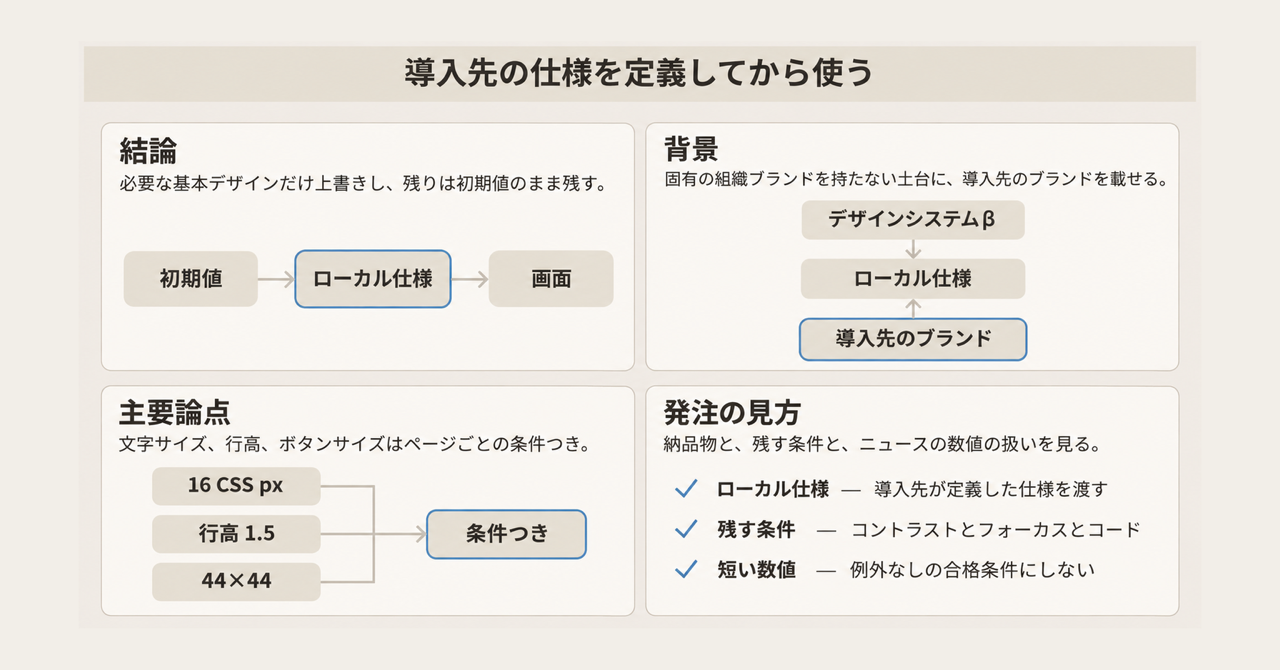 導入先の仕様を定義してから使う
結論
必要な基本デザインだけ上書きし、残りは初期値のまま残す。
初期値
ローカル仕様
画面
背景
固有の組織ブランドを持たない土台に、導入先のブランドを載せる。
デザインシステムβ
ローカル仕様
導入先のブランド
主要論点
文字サイズ、行高、ボタンサイズはページごとの条件つき。
16 CSS px
行高 1.5
44×44
条件つき
発注の見方
納品物と、残す条件と、ニュースの数値の扱いを見る。
ローカル仕様 — 導入先が定義した仕様を渡す
残す条件 — コントラストとフォーカスとコード
短い数値 — 例外なしの合格条件にしない